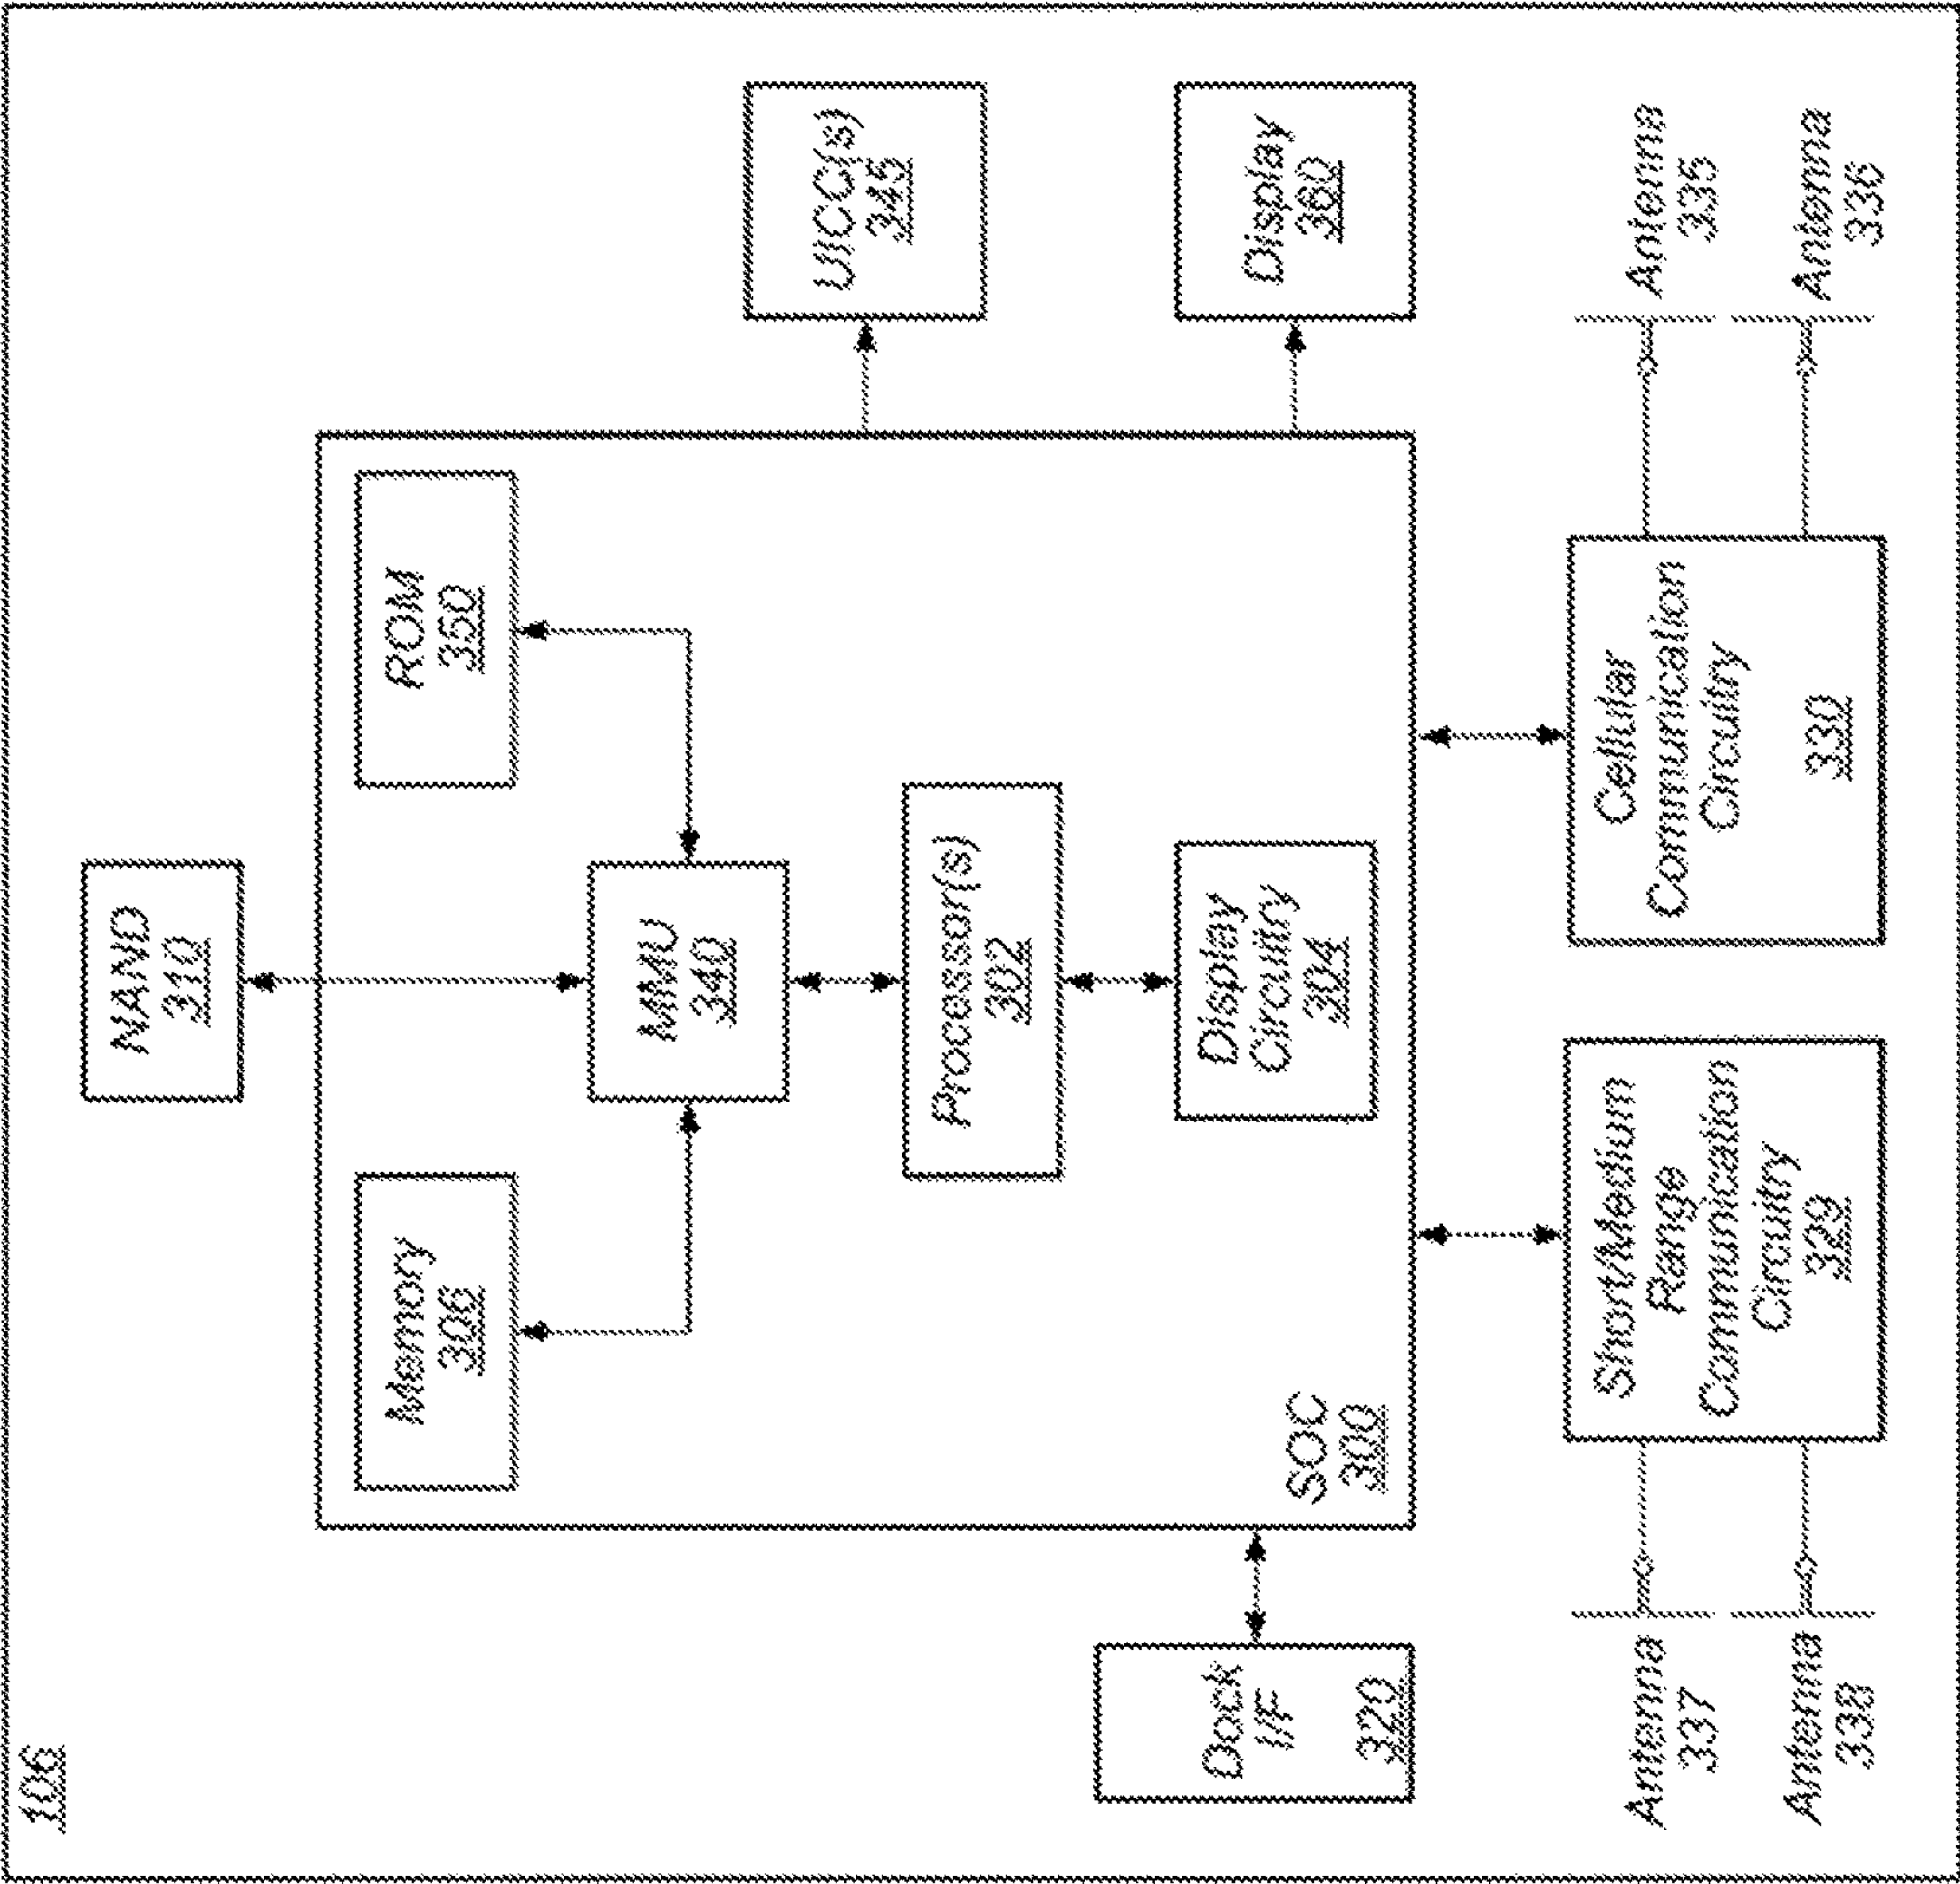 106
NAND
310
Memory
306
ROM
350
MMU
340
UICC(s)
345
Processor(s)
302
Dock
I/F
320
Display
Circuitry
304
Display
360
SOC
300
Short/Medium
Range
Communication
Circuitry
329
Cellular
Communication
Circuitry
330
Antenna
337
Antenna
338
Antenna
335
Antenna
336